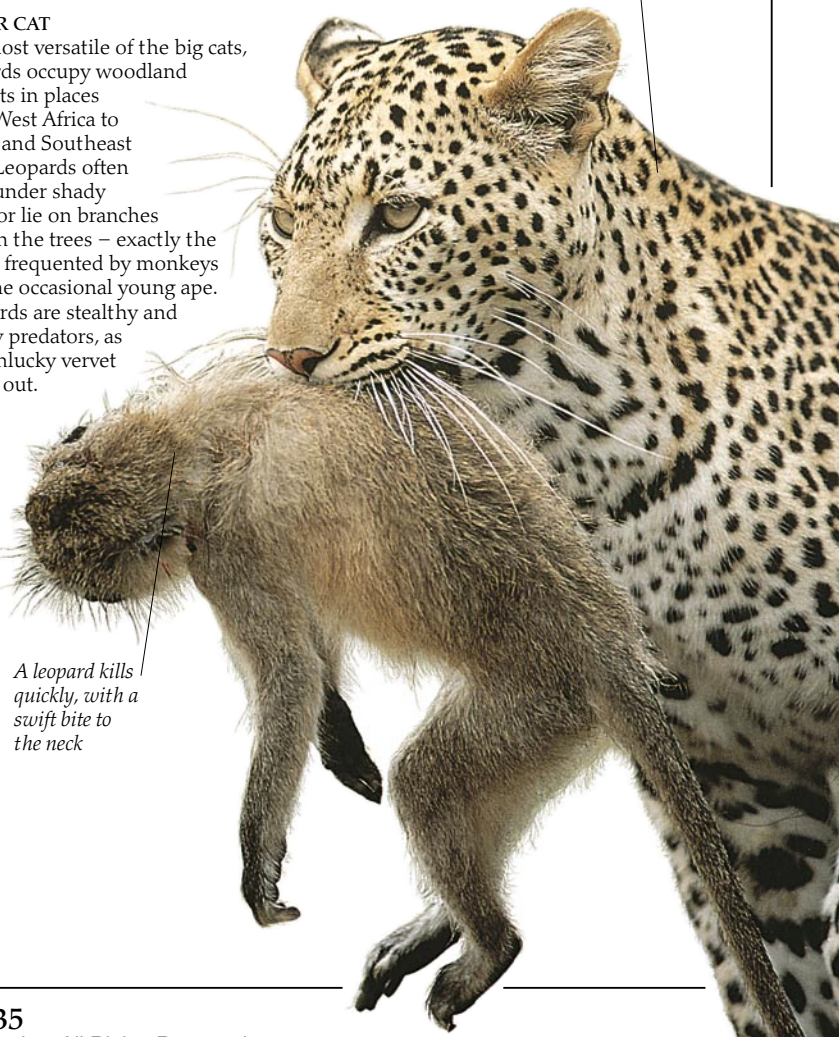 R CAT
ost versatile of the big cats,
rds occupy woodland
ts in places
West Africa to
and Southeast
Leopards often
under shady
or lie on branches
n the trees – exactly the
frequented by monkeys
e occasional young ape.
rds are stealthy and
y predators, as
nlucky vervet
out.
A leopard kills
quickly, with a
swift bite to
the neck
35